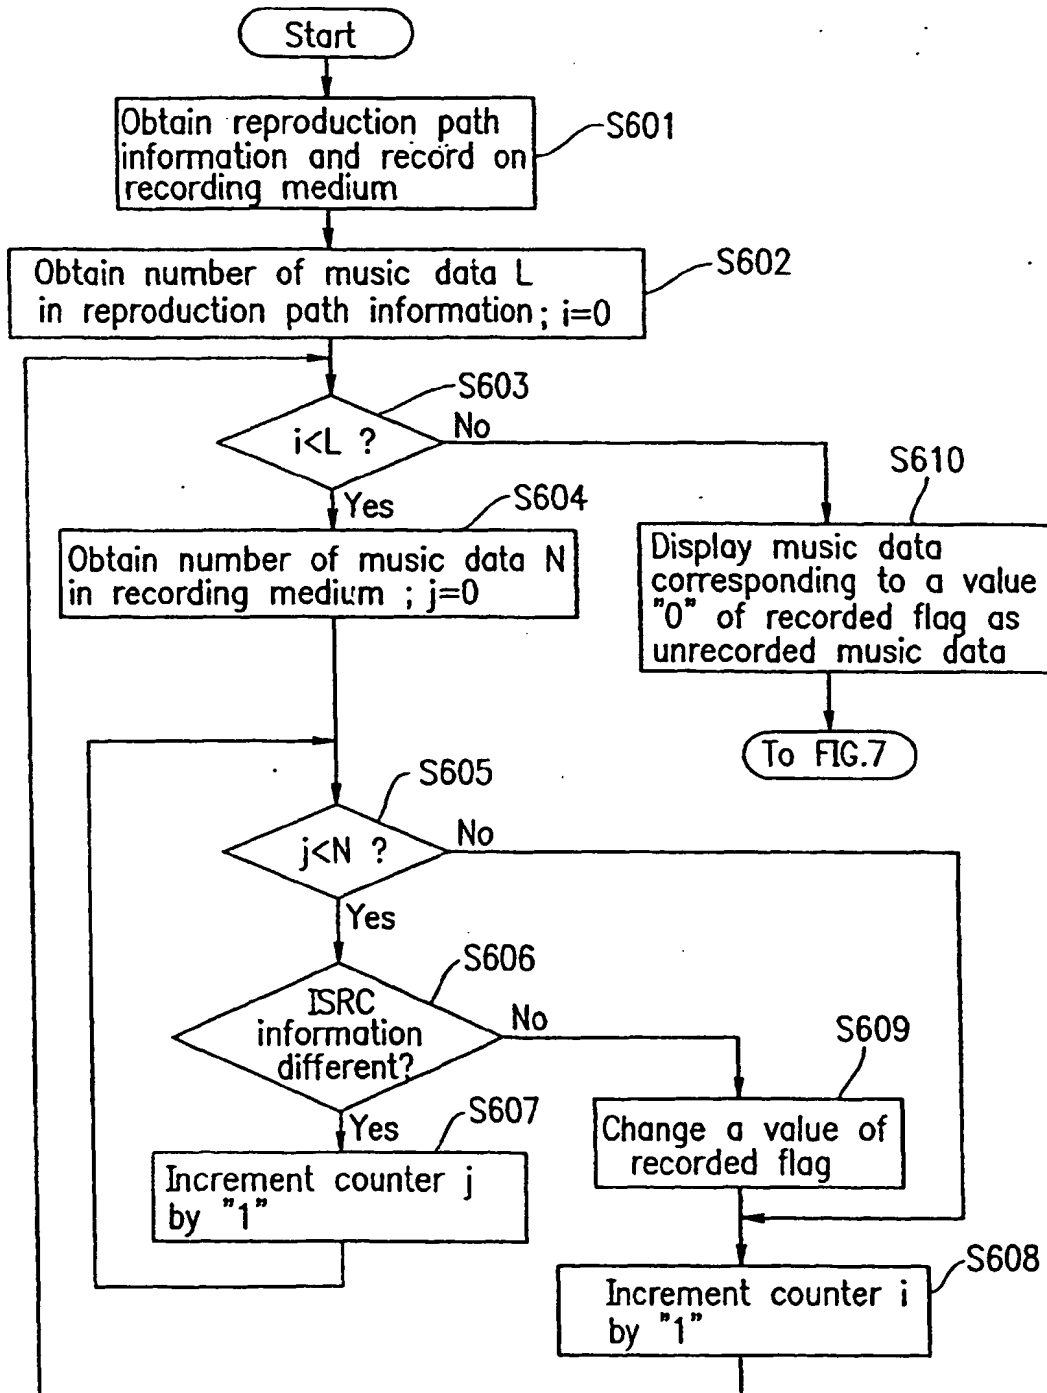 Start
Obtain reproduction path
information and record on
recording medium
S601
Obtain number of music data L
in reproduction path information; i=0
S602
S603
i<L ?
No
Yes
S604
Obtain number of music data N
in recording medium ; j=0
S610
Display music data
corresponding to a value
"0" of recorded flag as
unrecorded music data
To FIG.7
S605
j<N ?
No
Yes
S606
ISRC
information
different?
No
Yes
S607
Increment counter j
by "1"
S609
Change a value of
recorded flag
S608
Increment counter i
by "1"